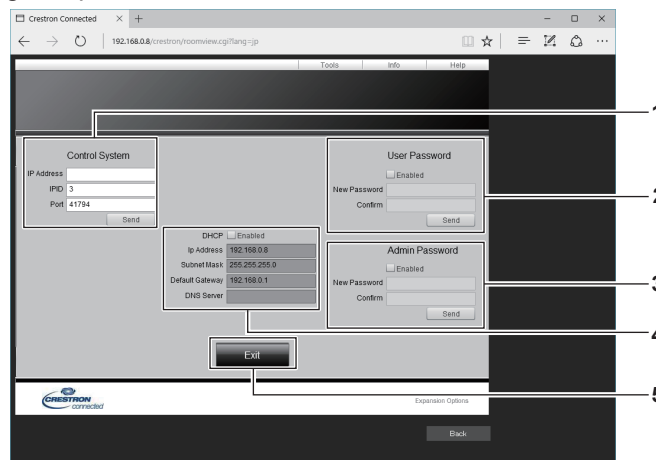 Crestron Connected
192.168.0.8/crestron/roomview.cgi?lang=jp
Tools Info Help
Control System
IP Address
IPID 3
Port 41794
Send
User Password
Enabled
New Password
Confirm
Send
DHCP Enabled
Ip Address 192.168.0.8
Subnet Mask 255.255.255.0
Default Gateway 192.168.0.1
DNS Server
Admin Password
Enabled
New Password
Confirm
Send
Exit
CRESTRON
connected
Expansion Options
Back
1
2
3
4
5